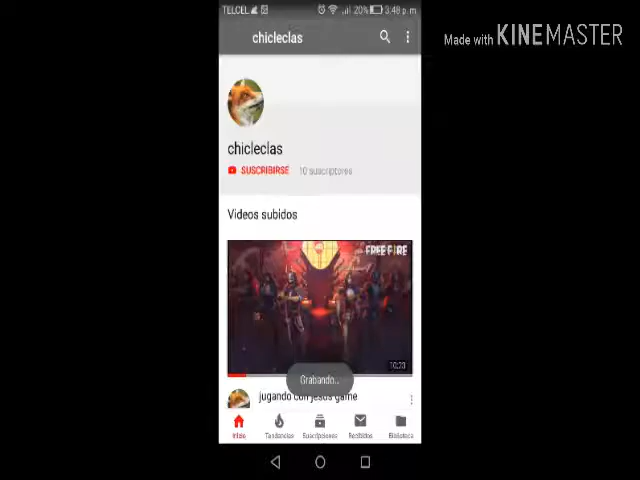 TELCEL 20% 3:48 p.m.
chicleclas
Made with KINEMASTER
chicleclas
SUSCRIBIRSE 10 suscriptores
Videos subidos
FREE FIRE
10:23
Grabando..
jugando con jesus game
Inicio Tendencias Suscripciones Recibidos Biblioteca